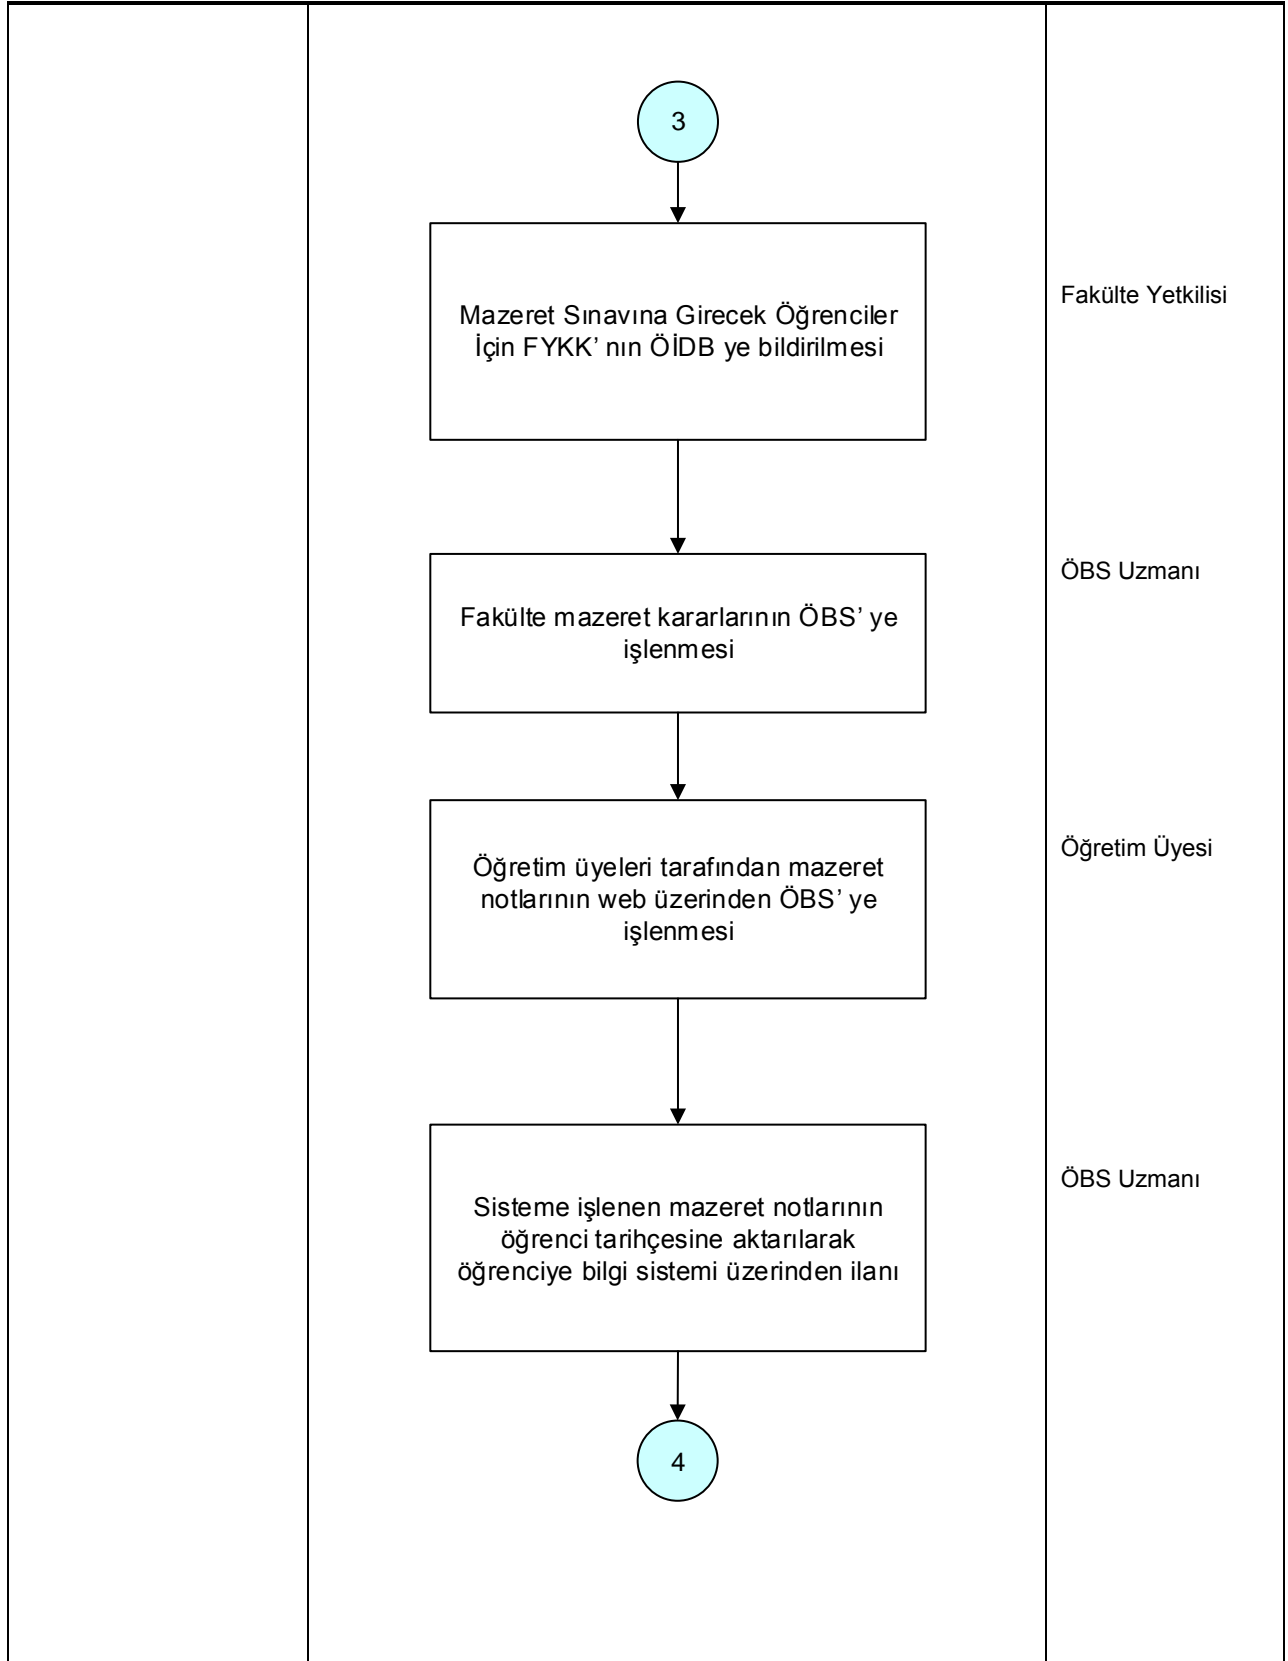 3
Mazeret Sınavına Girecek Öğrenciler
İçin FYKK’ nın ÖİDB ye bildirilmesi
Fakülte Yetkilisi
Fakülte mazeret kararlarının ÖBS’ ye
işlenmesi
ÖBS Uzmanı
Öğretim üyeleri tarafından mazeret
notlarının web üzerinden ÖBS’ ye
işlenmesi
Öğretim Üyesi
Sisteme işlenen mazeret notlarının
öğrenci tarihçesine aktarılarak
öğrenciye bilgi sistemi üzerinden ilanı
ÖBS Uzmanı
4